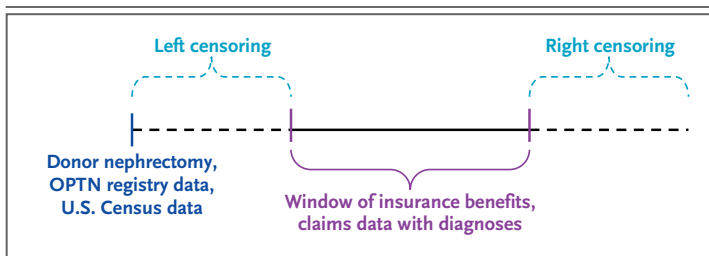 Left censoring
Right censoring
Donor nephrectomy,
OPTN registry data,
U.S. Census data
Window of insurance benefits,
claims data with diagnoses